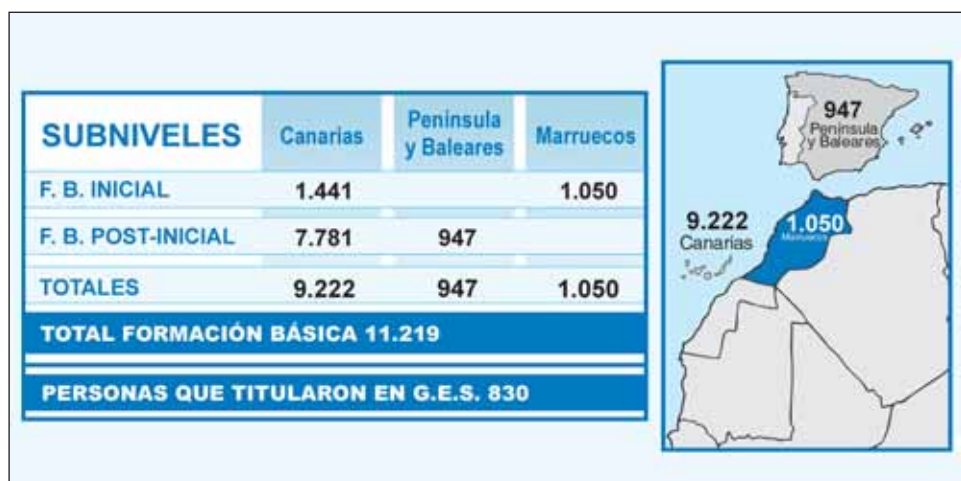 SUBNIVELES Canarias Península y Baleares Marruecos
F. B. INICIAL 1.441 1.050
F. B. POST-INICIAL 7.781 947
TOTALES 9.222 947 1.050
TOTAL FORMACIÓN BÁSICA 11.219
PERSONAS QUE TITULARON EN G.E.S. 830
947
Península
y Baleares
9.222
Canarias
1.050
Marruecos